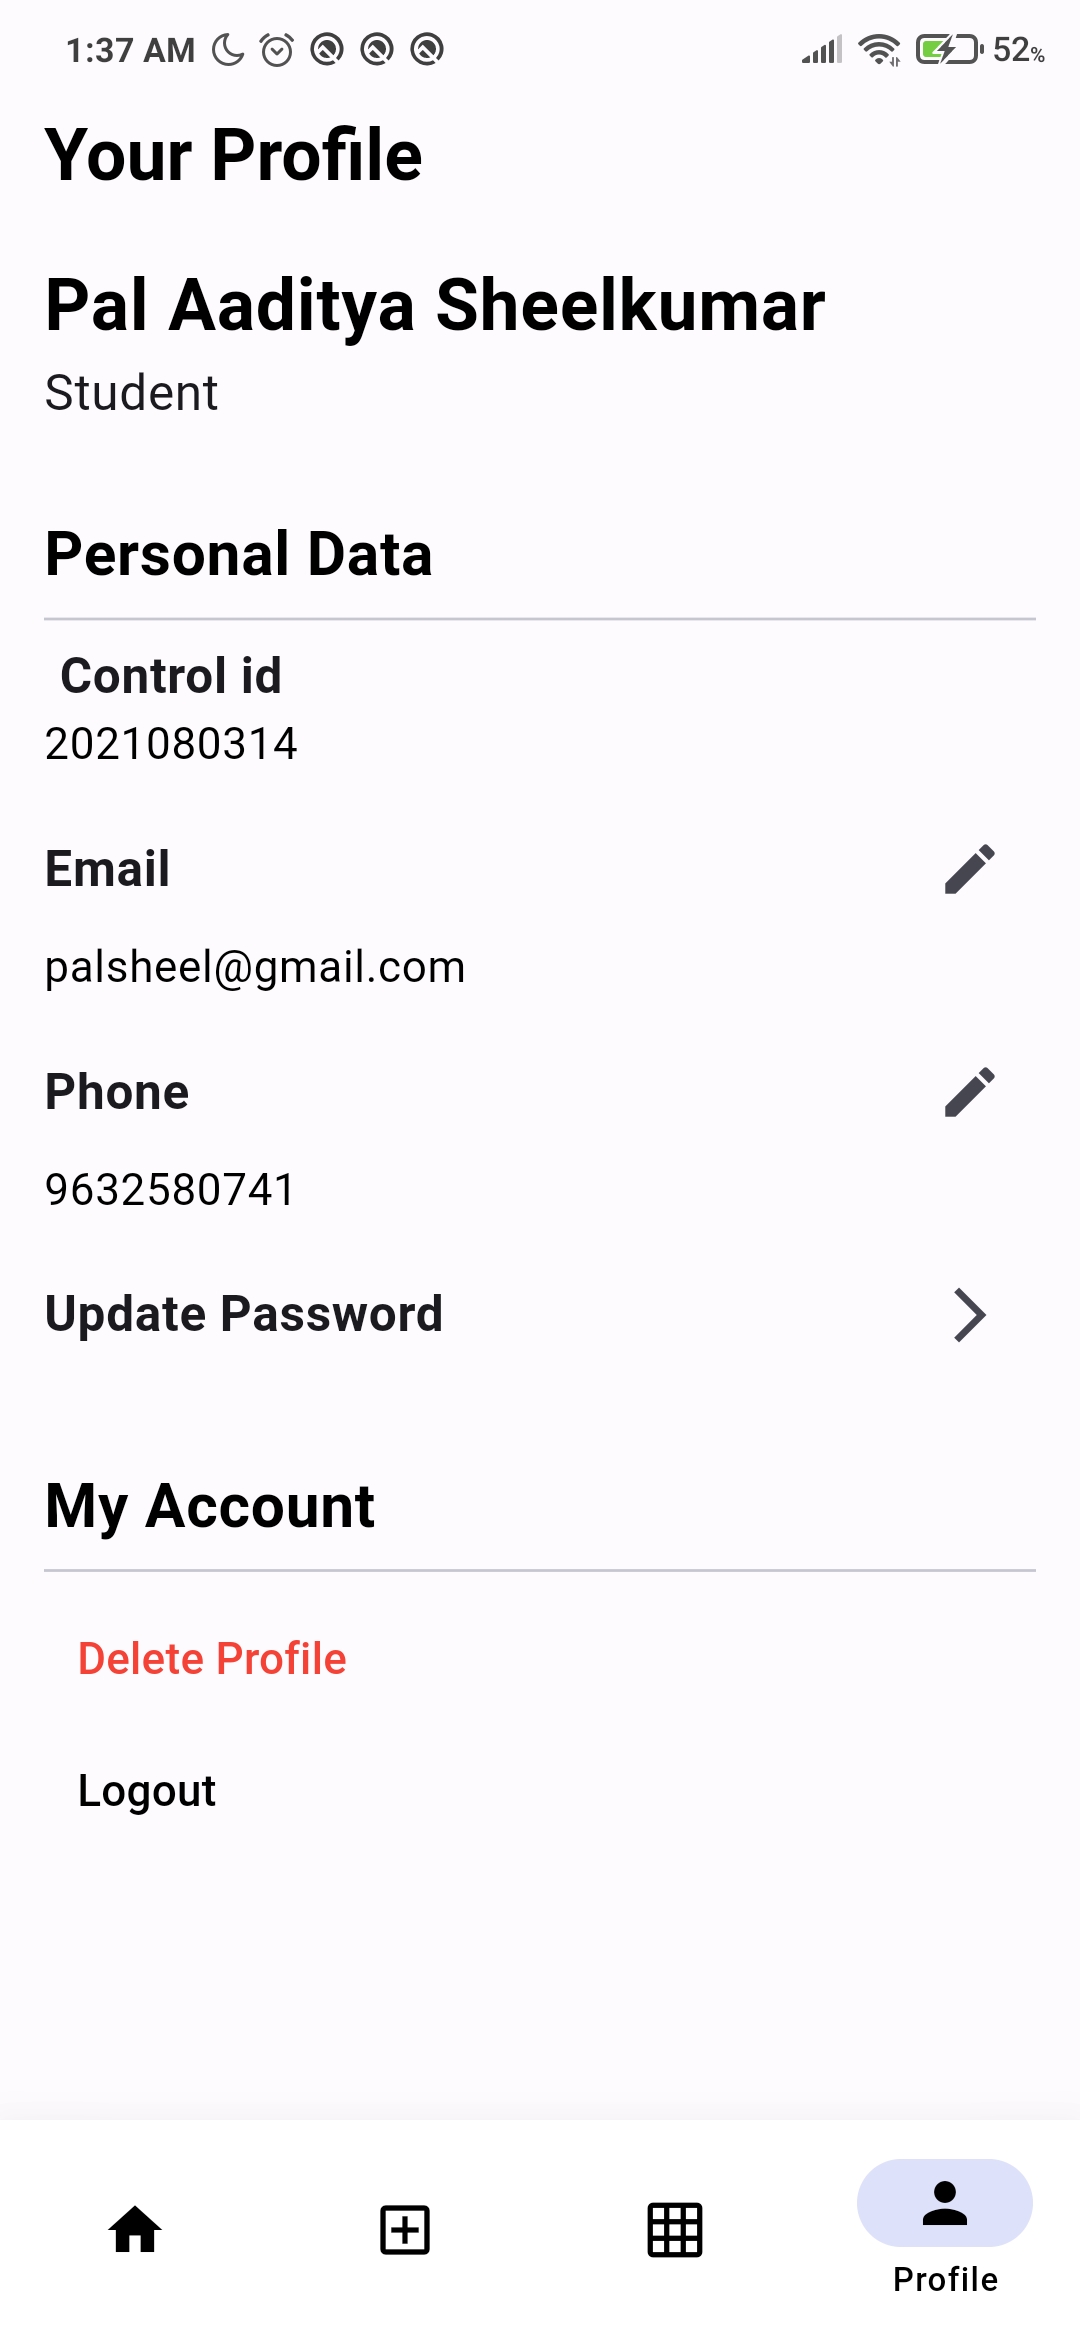 1:37 AM 52%
Your Profile
Pal Aaditya Sheelkumar
Student
Personal Data
Control id
2021080314
Email
palsheel@gmail.com
Phone
9632580741
Update Password
My Account
Delete Profile
Logout
Profile